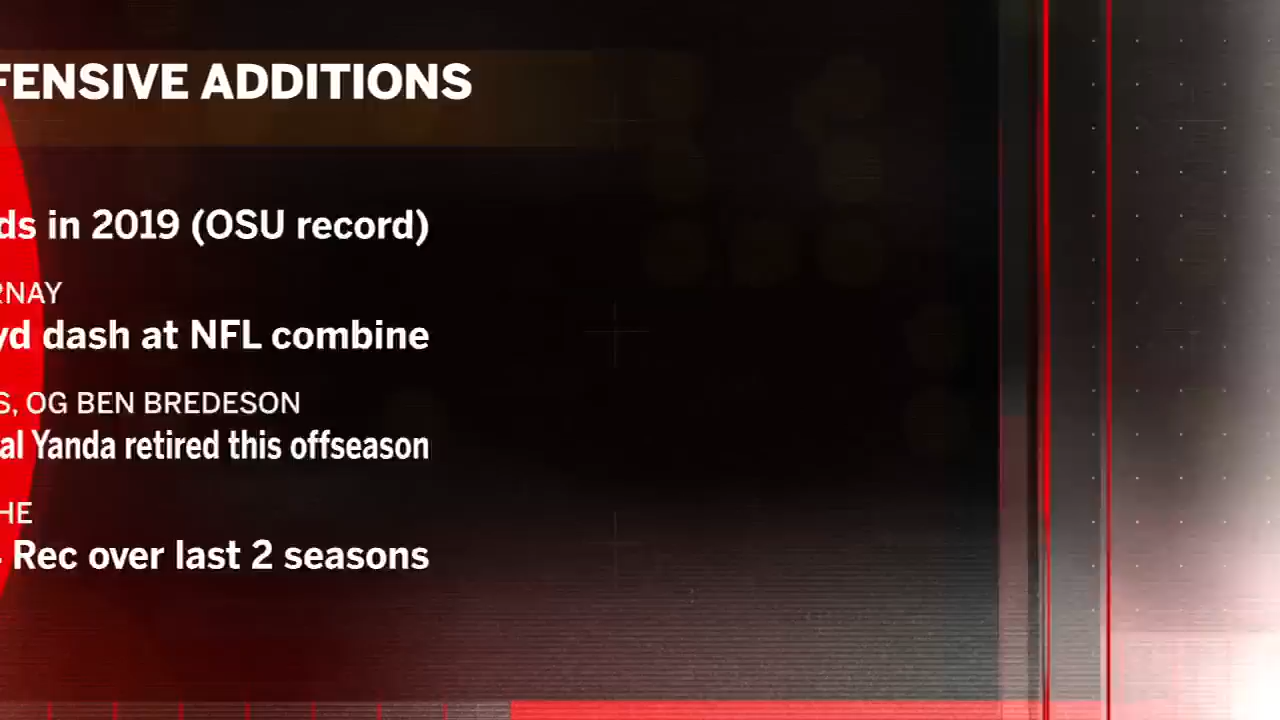 FENSIVE ADDITIONS
ds in 2019 (OSU record)
RNAY
yd dash at NFL combine
S, OG BEN BREDESON
al Yanda retired this offseason
HE
Rec over last 2 seasons